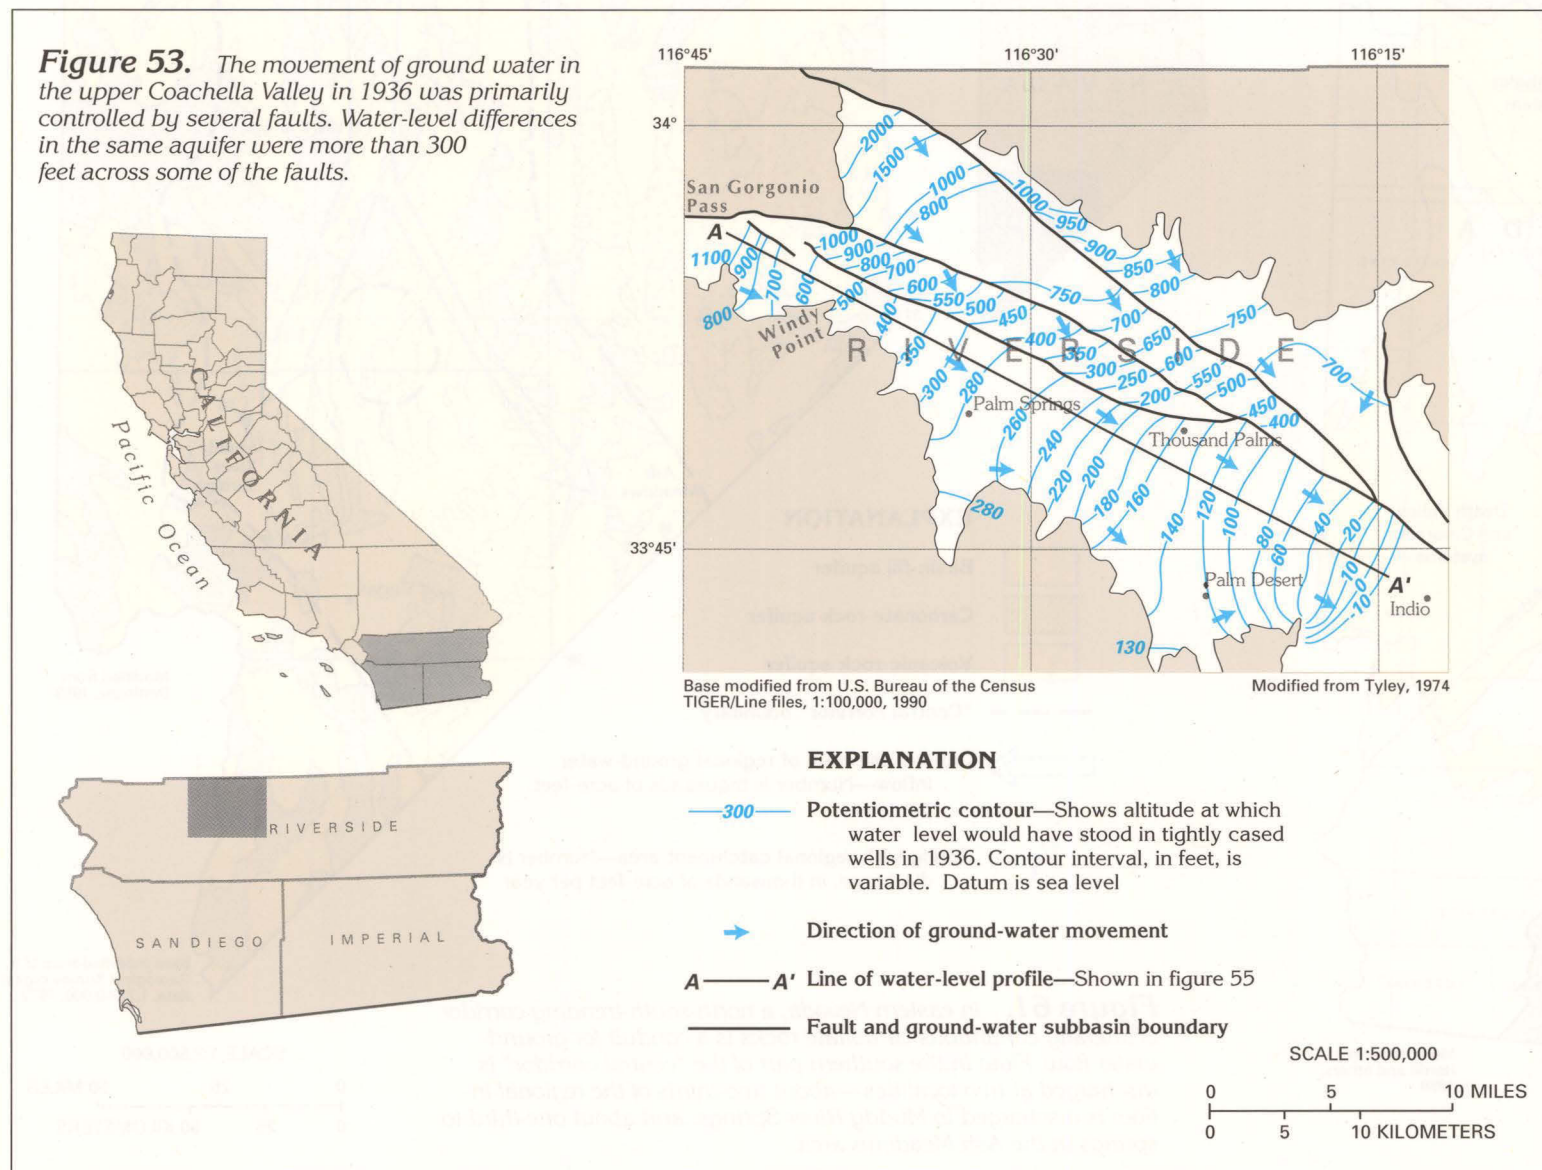 Figure 53. The movement of ground water in
the upper Coachella Valley in 1936 was primarily
controlled by several faults. Water-level differences
in the same aquifer were more than 300
feet across some of the faults.
CALIFORNIA
Pacific Ocean
RIVERSIDE
SAN DIEGO
IMPERIAL
116°45'
116°30'
116°15'
34°
33°45'
San Gorgonio
Pass
A
Windy
Point
RIVERSIDE
Palm Springs
Thousand Palms
Palm Desert
A'
Indio
2000
1500
1000
800
1000
950
900
850
800
750
1000
900
800
700
600
550
500
450
400
350
300
250
200
750
700
650
600
550
500
450
400
750
700
1100
900
700
800
600
500
400
350
300
280
260
240
220
200
180
160
140
120
100
80
60
40
20
10
0
-10
280
130
Base modified from U.S. Bureau of the Census
TIGER/Line files, 1:100,000, 1990
Modified from Tyley, 1974
EXPLANATION
300
Potentiometric contour—Shows altitude at which
water level would have stood in tightly cased
wells in 1936. Contour interval, in feet, is
variable. Datum is sea level
Direction of ground-water movement
A A' Line of water-level profile—Shown in figure 55
Fault and ground-water subbasin boundary
SCALE 1:500,000
0 5 10 MILES
0 5 10 KILOMETERS